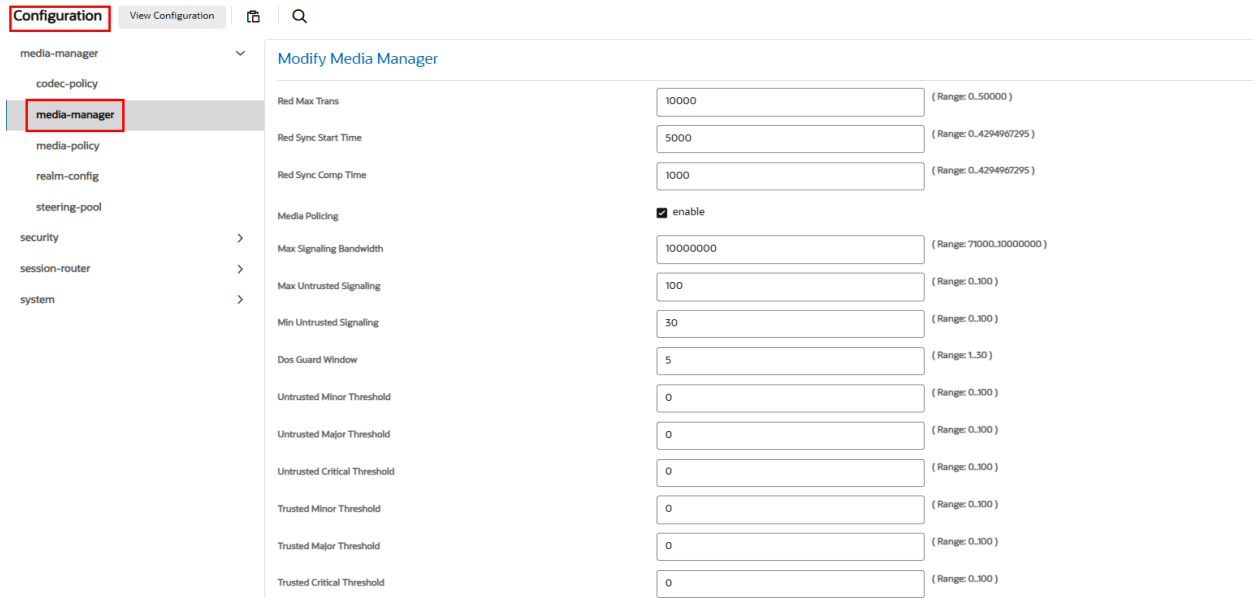 Configuration View Configuration
media-manager
codec-policy
media-manager
media-policy
realm-config
steering-pool
security
session-router
system
Modify Media Manager
Red Max Trans 10000 ( Range: 0..50000 )
Red Sync Start Time 5000 ( Range: 0..4294967295 )
Red Sync Comp Time 1000 ( Range: 0..4294967295 )
Media Policing enable
Max Signaling Bandwidth 10000000 ( Range: 71000..10000000 )
Max Untrusted Signaling 100 ( Range: 0..100 )
Min Untrusted Signaling 30 ( Range: 0..100 )
Dos Guard Window 5 ( Range: 1..30 )
Untrusted Minor Threshold 0 ( Range: 0..100 )
Untrusted Major Threshold 0 ( Range: 0..100 )
Untrusted Critical Threshold 0 ( Range: 0..100 )
Trusted Minor Threshold 0 ( Range: 0..100 )
Trusted Major Threshold 0 ( Range: 0..100 )
Trusted Critical Threshold 0 ( Range: 0..100 )